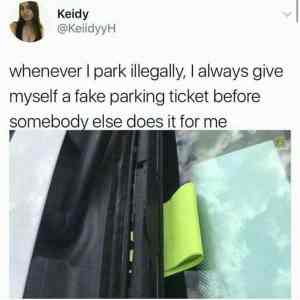 Keidy
@KeiidyyH
whenever I park illegally, I always give
myself a fake parking ticket before
somebody else does it for me